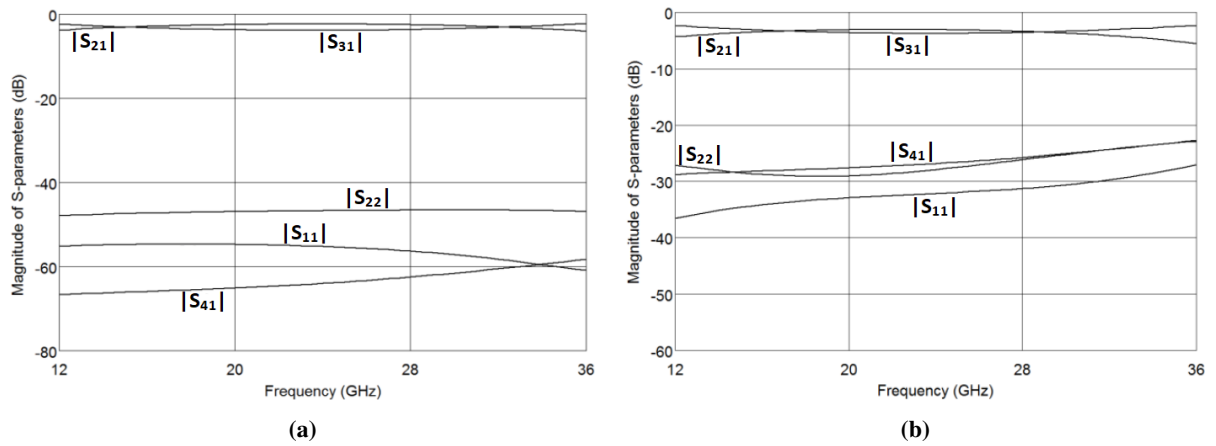 Magnitude of S-parameters (dB)
0
-20
-40
-60
-80
|S₂₁|
|S₃₁|
|S₂₂|
|S₁₁|
|S₄₁|
12
20
28
36
Frequency (GHz)
(a)
Magnitude of S-parameters (dB)
0
-10
-20
-30
-40
-50
-60
|S₂₁|
|S₃₁|
|S₂₂|
|S₄₁|
|S₁₁|
12
20
28
36
Frequency (GHz)
(b)